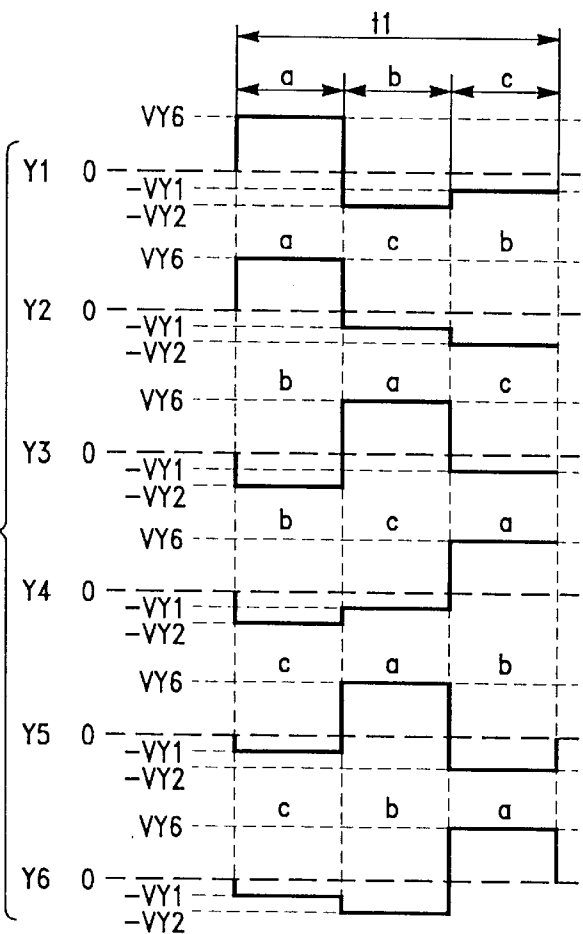 t1
a b c
VY6
Y1 0
-VY1
-VY2
a c b
VY6
Y2 0
-VY1
-VY2
b a c
VY6
Y3 0
-VY1
-VY2
b c a
VY6
Y4 0
-VY1
-VY2
c a b
VY6
Y5 0
-VY1
-VY2
c b a
VY6
Y6 0
-VY1
-VY2